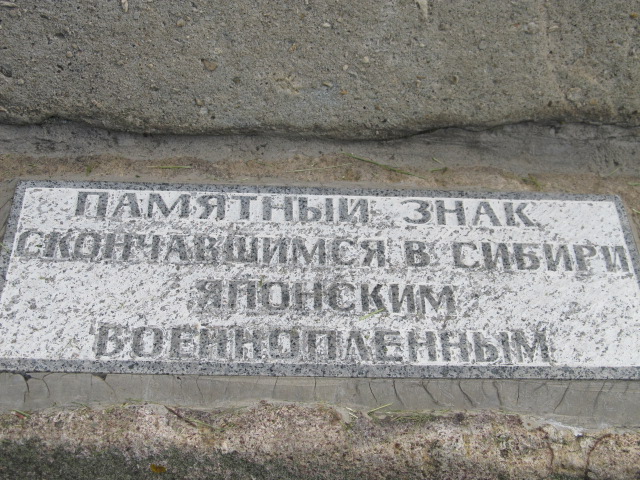 ПАМЯТНЫЙ ЗНАК
СКОНЧАВШИМСЯ В СИБИРИ
ЯПОНСКИМ
ВОЕННОПЛЕННЫМ